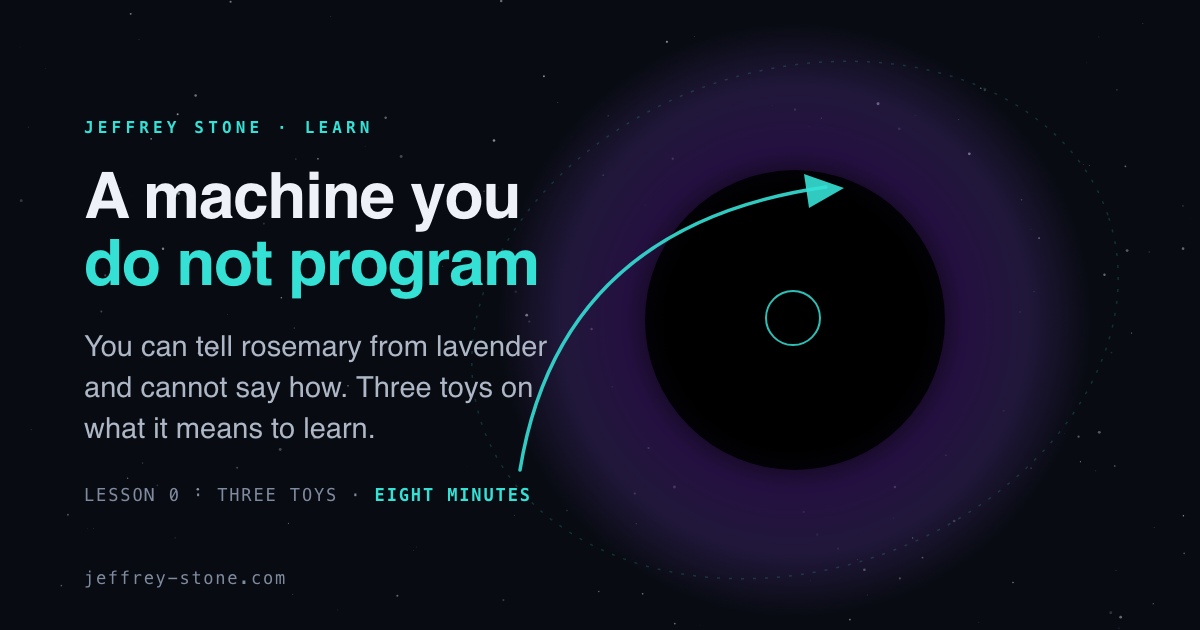 JEFFREY STONE · LEARN
A machine you
do not program
You can tell rosemary from lavender
and cannot say how. Three toys on
what it means to learn.
LESSON 0 : THREE TOYS · EIGHT MINUTES
jeffrey-stone.com